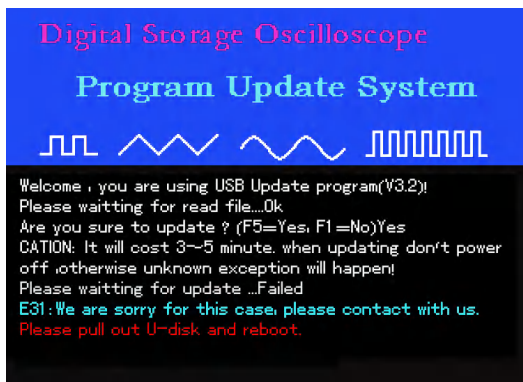 Digital Storage Oscilloscope
Program Update System
Welcome , you are using USB Update program(V3.2)!
Please waitting for read file....Ok
Are you sure to update ? (F5=Yes, F1=No)Yes
CATION: It will cost 3~5 minute. when updating don't power
off ,otherwise unknown exception will happen!
Please waitting for update ...Failed
E31:We are sorry for this case, please contact with us.
Please pull out U-disk and reboot.